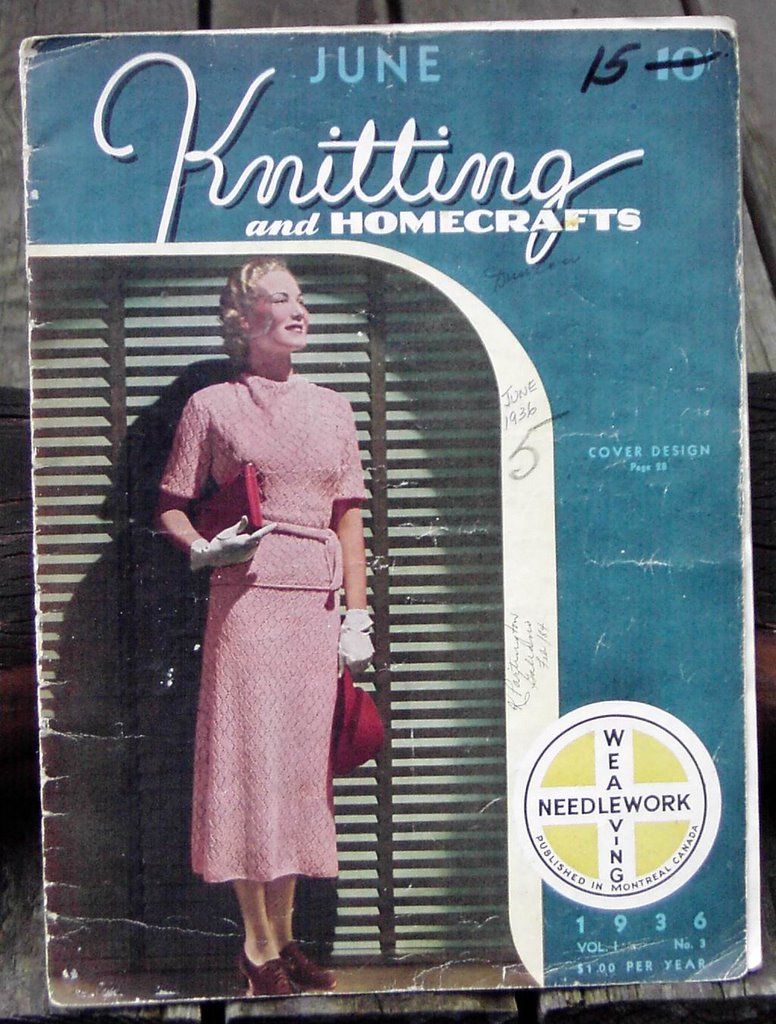 JUNE
15 10¢
Knitting
and HOMECRAFTS
JUNE
1936
5
COVER DESIGN
Page 28
WEALEVING
NEEDLEWORK
PUBLISHED IN MONTREAL CANADA
1936
VOL. I No. 3
$1.00 PER YEAR